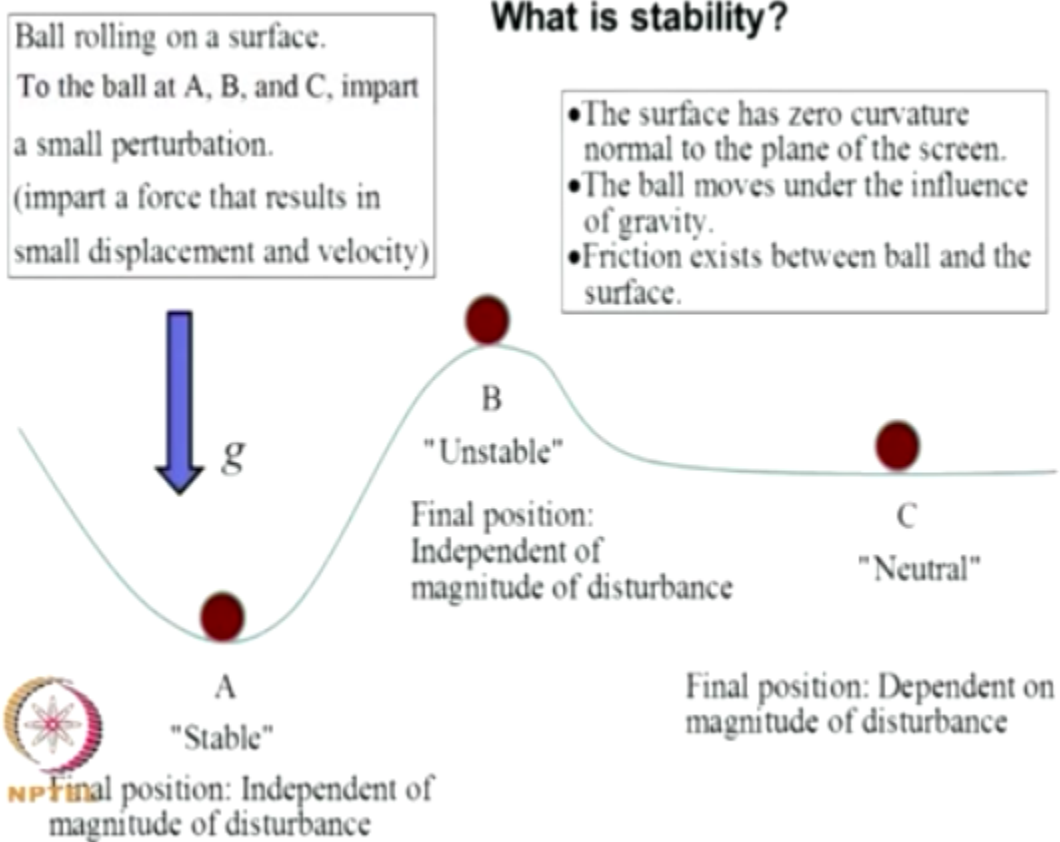 What is stability?
Ball rolling on a surface.
To the ball at A, B, and C, impart
a small perturbation.
(impart a force that results in
small displacement and velocity)
•The surface has zero curvature
normal to the plane of the screen.
•The ball moves under the influence
of gravity.
•Friction exists between ball and the
surface.
g
B
"Unstable"
Final position:
Independent of
magnitude of disturbance
C
"Neutral"
Final position: Dependent on
magnitude of disturbance
A
"Stable"
NPTEL
Final position: Independent of
magnitude of disturbance